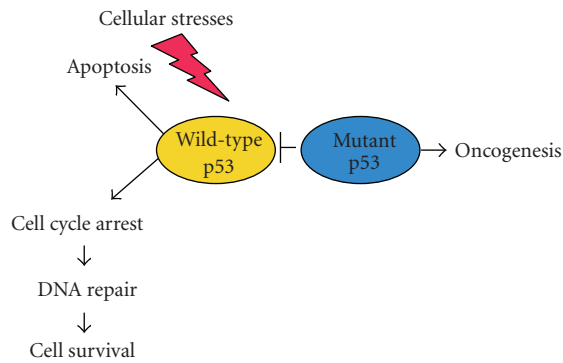 Cellular stresses
Apoptosis
Wild-type
p53
Mutant
p53
Oncogenesis
Cell cycle arrest
DNA repair
Cell survival